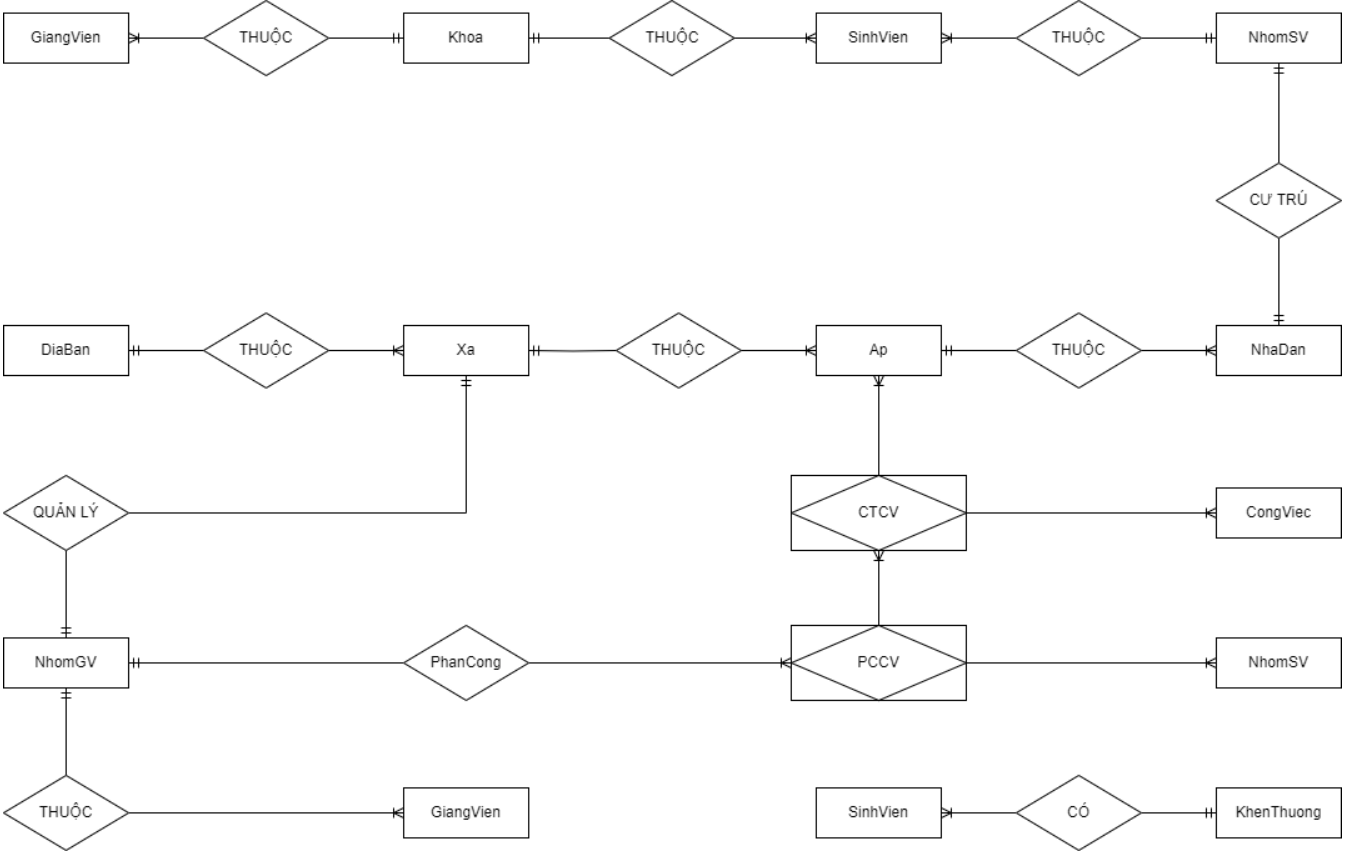 GiangVien
THUỘC
Khoa
THUỘC
SinhVien
THUỘC
NhomSV
CƯ TRÚ
DiaBan
THUỘC
Xa
THUỘC
Ap
THUỘC
NhaDan
QUẢN LÝ
CTCV
CongViec
NhomGV
PhanCong
PCCV
NhomSV
THUỘC
GiangVien
SinhVien
CÓ
KhenThuong